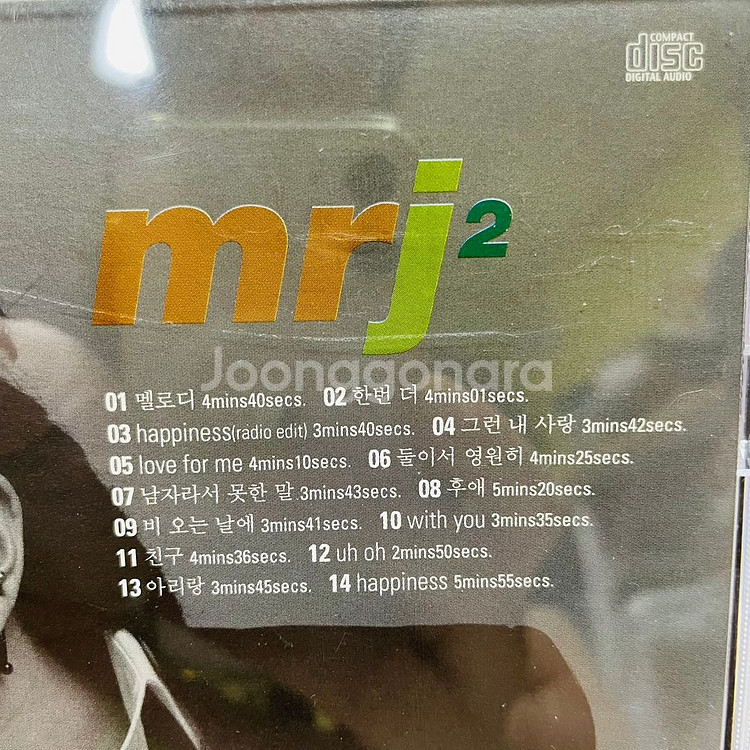 COMPACT
disc
DIGITAL AUDIO
mrj2
Joonggonara
01 멜로디 4mins40secs. 02 한번 더 4mins01secs.
03 happiness(radio edit) 3mins40secs. 04 그런 내 사랑 3mins42secs.
05 love for me 4mins10secs. 06 둘이서 영원히 4mins25secs.
07 남자라서 못한 말 3mins43secs. 08 후애 5mins20secs.
09 비 오는 날에 3mins41secs. 10 with you 3mins35secs.
11 친구 4mins36secs. 12 uh oh 2mins50secs.
13 아리랑 3mins45secs. 14 happiness 5mins55secs.